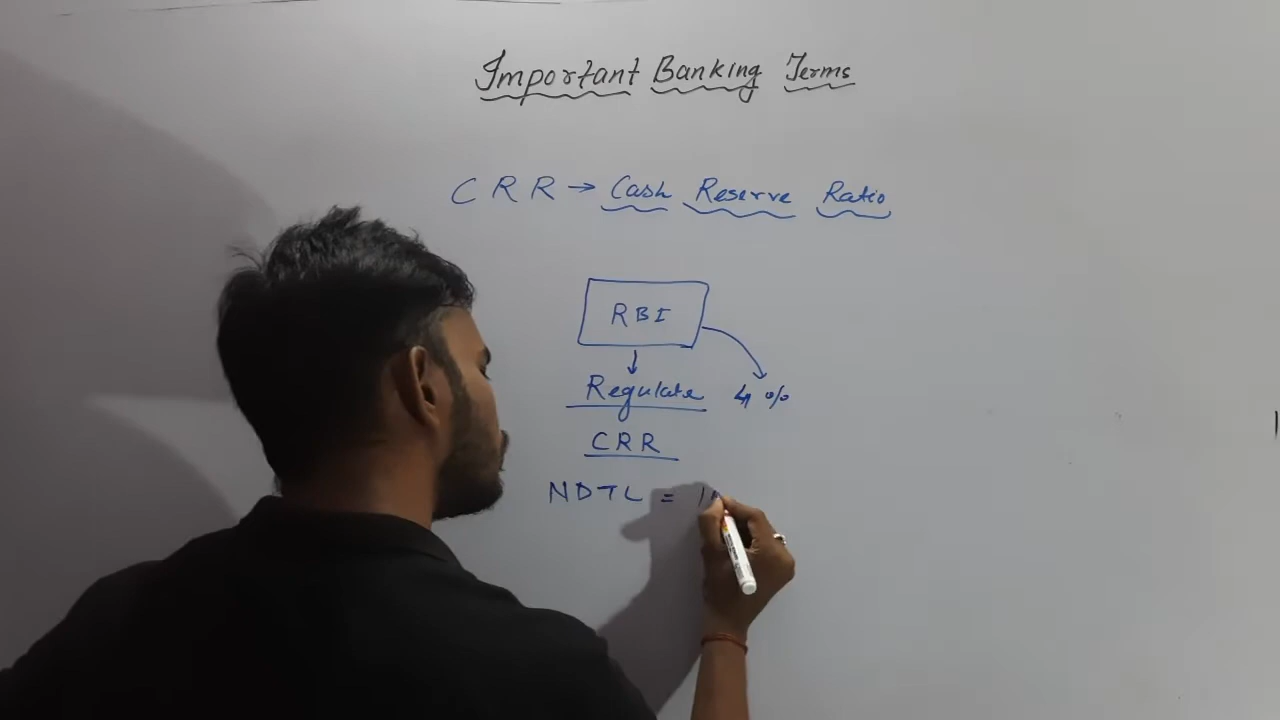 Important Banking Terms
CRR → Cash Reserve Ratio
RBI
Regulate 4%
CRR
NDTL =